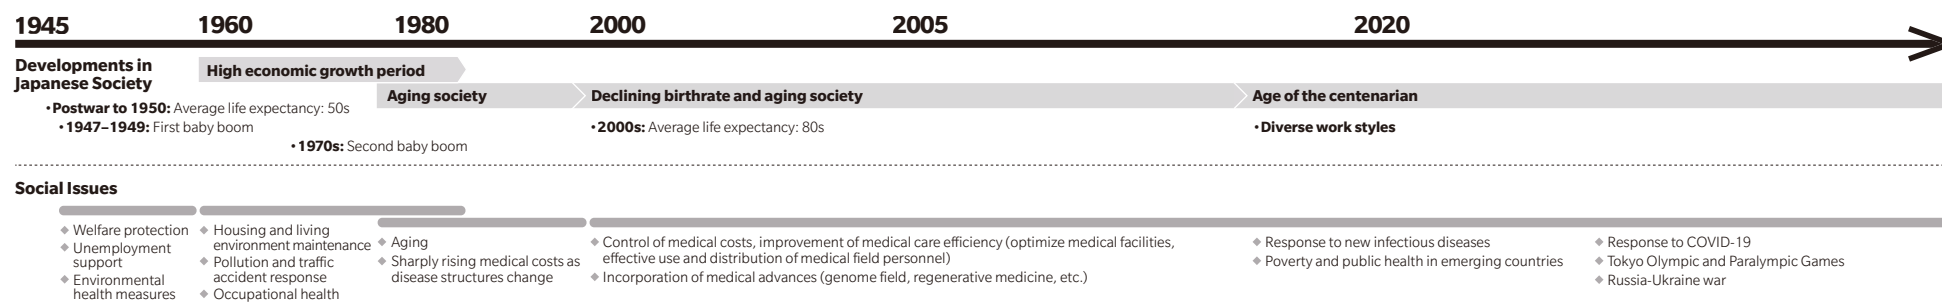 1945 1960 1980 2000 2005 2020
Developments in
Japanese Society
High economic growth period
Aging society
Declining birthrate and aging society
Age of the centenarian
•Postwar to 1950: Average life expectancy: 50s
•1947–1949: First baby boom
•1970s: Second baby boom
•2000s: Average life expectancy: 80s
•Diverse work styles
Social Issues
◆ Welfare protection
◆ Unemployment
support
◆ Environmental
health measures
◆ Housing and living
environment maintenance
◆ Pollution and traffic
accident response
◆ Occupational health
◆ Aging
◆ Sharply rising medical costs as
disease structures change
◆ Control of medical costs, improvement of medical care efficiency (optimize medical facilities,
effective use and distribution of medical field personnel)
◆ Incorporation of medical advances (genome field, regenerative medicine, etc.)
◆ Response to new infectious diseases
◆ Poverty and public health in emerging countries
◆ Response to COVID-19
◆ Tokyo Olympic and Paralympic Games
◆ Russia-Ukraine war